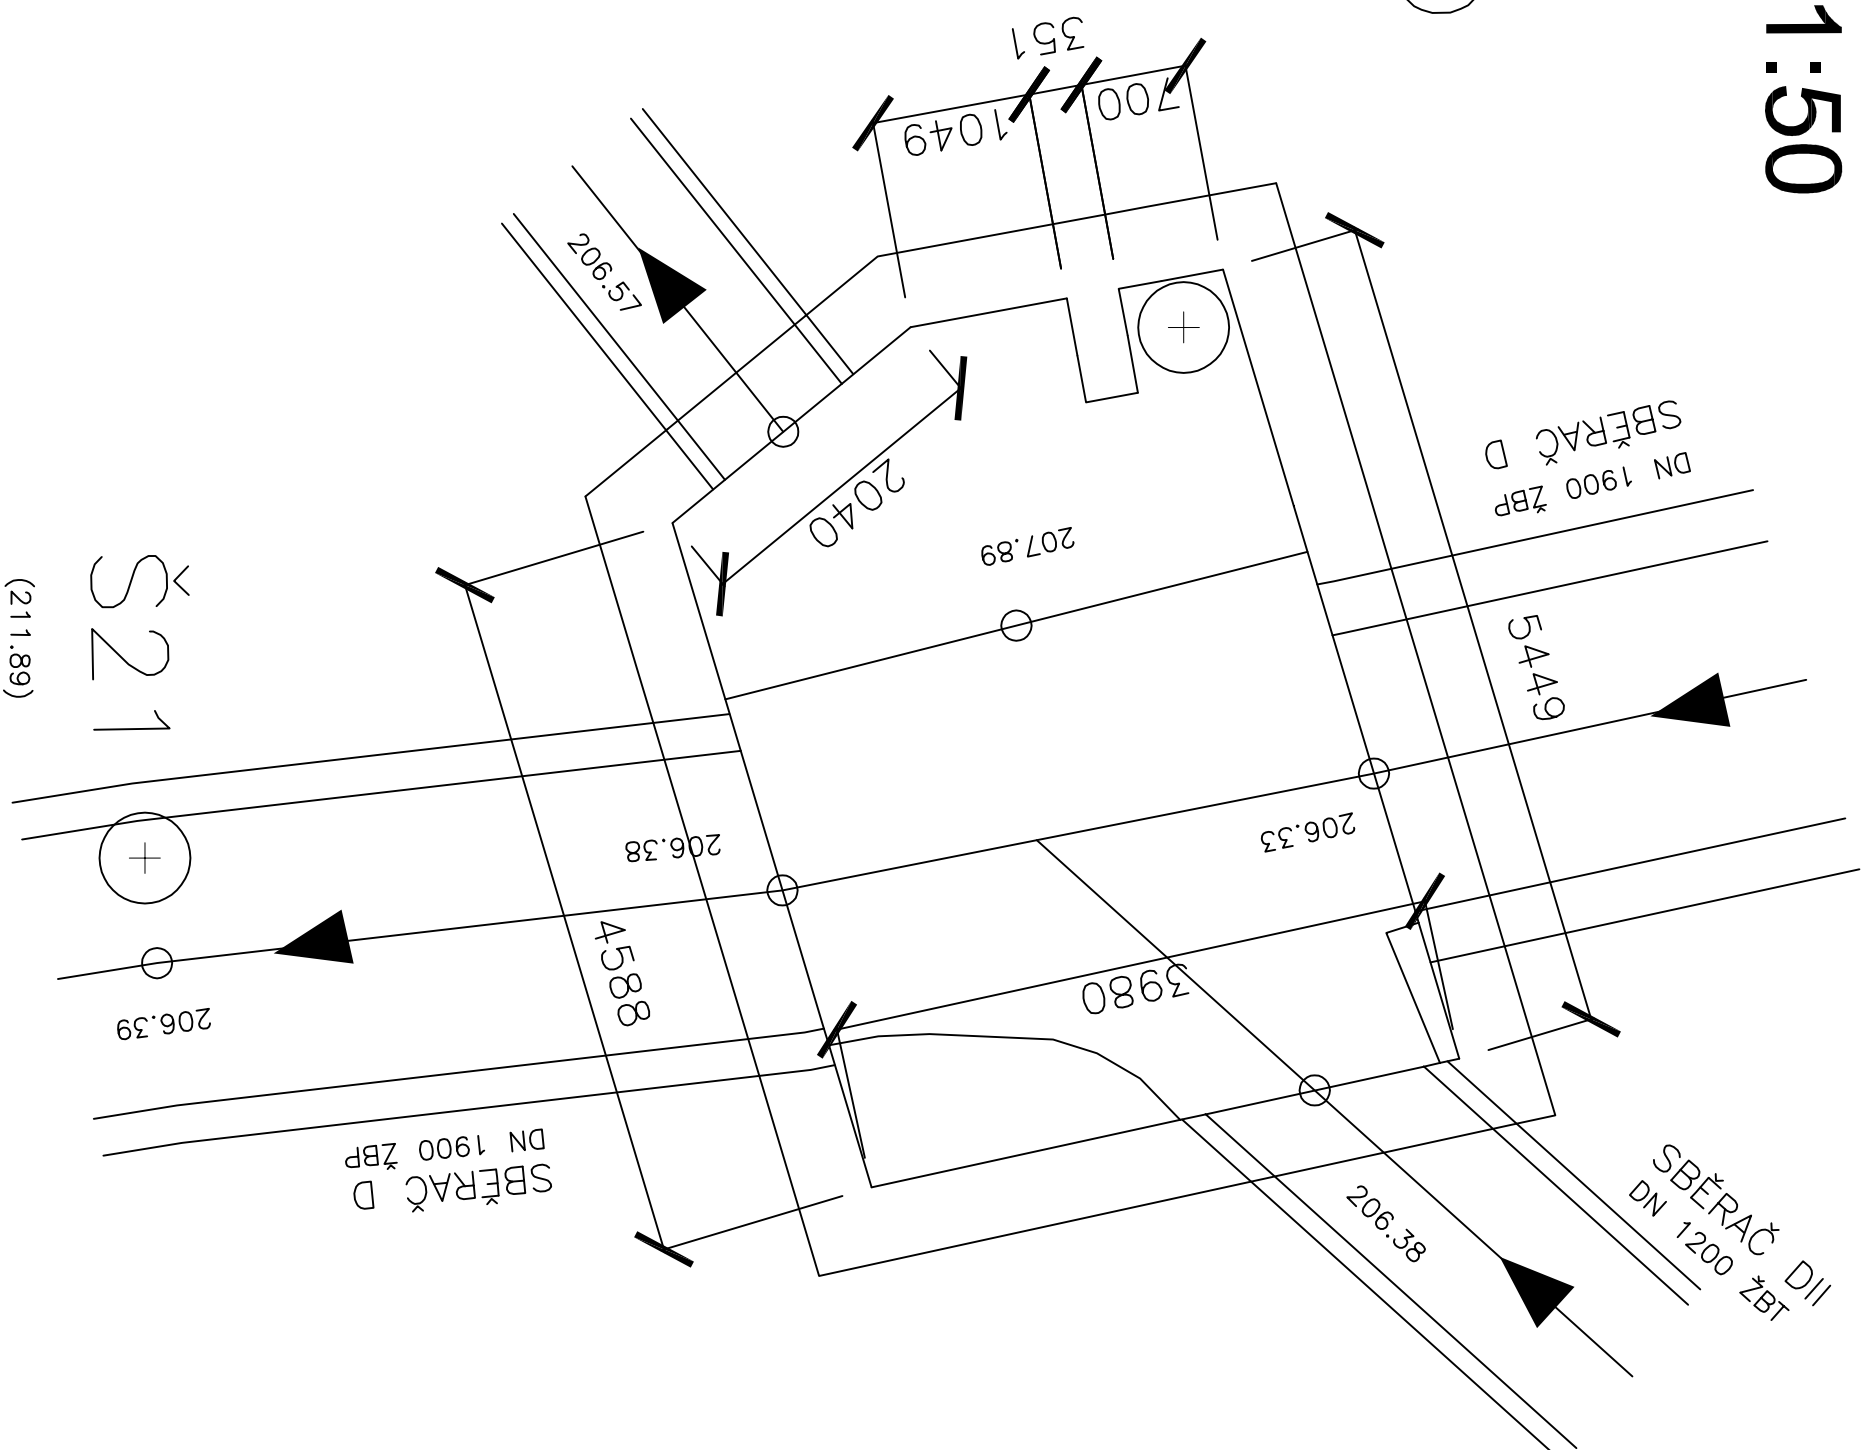 1:50
351
700
1049
206.57
2040
207.89
SBĚRAČ D
DN 1900 ŽBP
5449
Š21
(211.89)
206.38
206.33
4588
3980
206.39
DN 1900 ŽBP
SBĚRAČ D
206.38
SBĚRAČ DII
DN 1200 ŽBT